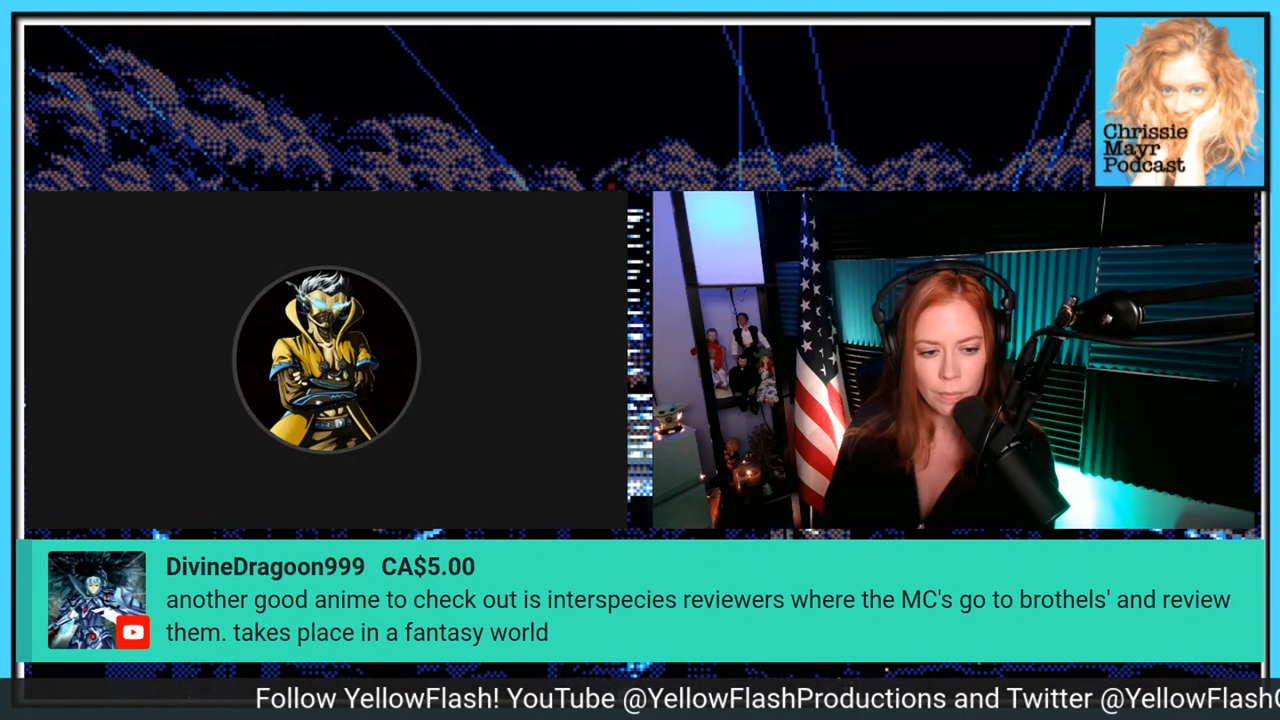 Chrissie
Mayr
Podcast
DivineDragoon999 CA$5.00
another good anime to check out is interspecies reviewers where the MC's go to brothels' and review
them. takes place in a fantasy world
Follow YellowFlash! YouTube @YellowFlashProductions and Twitter @YellowFlash